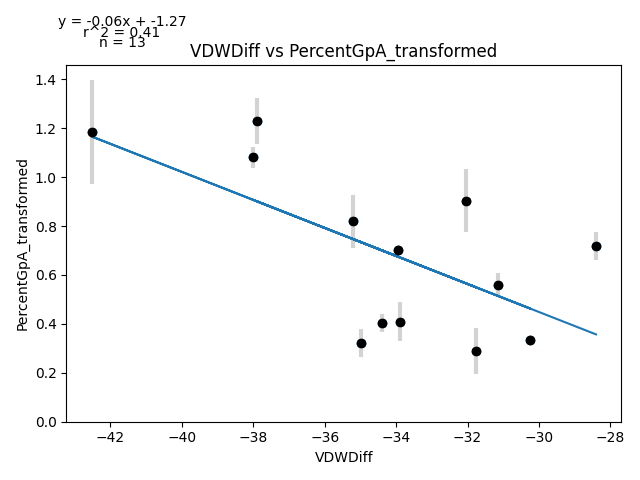 y = -0.06x + -1.27
r^2 = 0.41
n = 13
VDWDiff vs PercentGpA_transformed
PercentGpA_transformed
1.4
1.2
1.0
0.8
0.6
0.4
0.2
0.0
−42 −40 −38 −36 −34 −32 −30 −28
VDWDiff